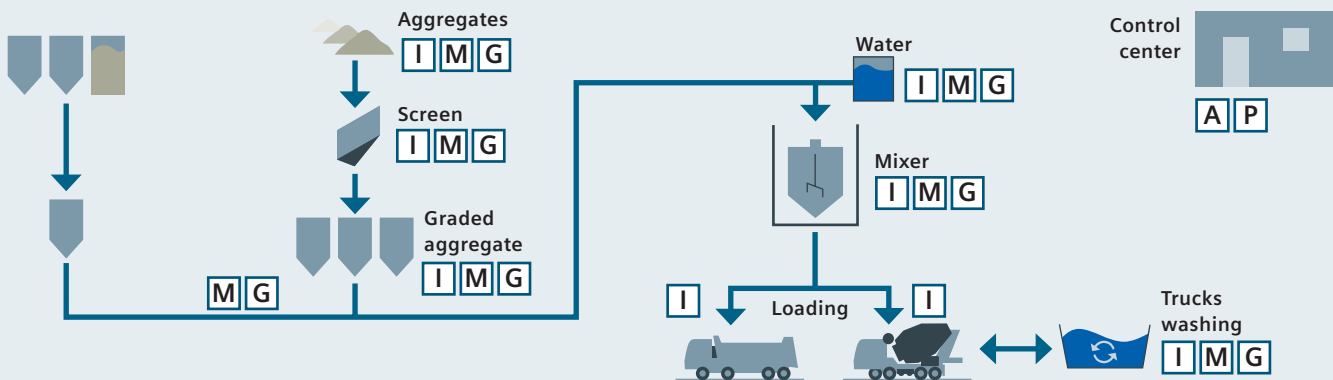 Aggregates
I M G
Screen
I M G
Graded
aggregate
I M G
M G
Water
I M G
Mixer
I M G
I
Loading
I
Trucks
washing
I M G
Control
center
A P